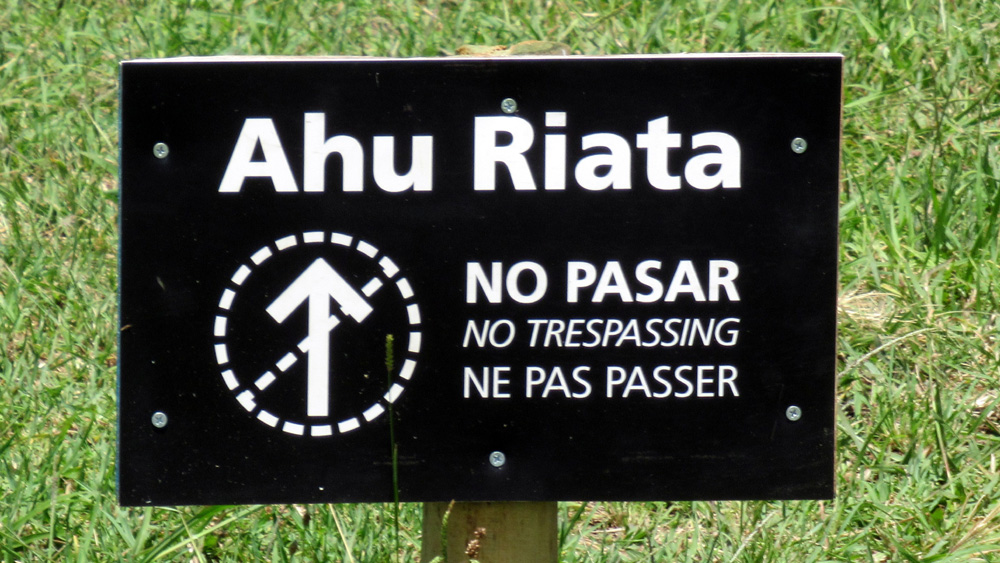 Ahu Riata
NO PASAR
NO TRESPASSING
NE PAS PASSER